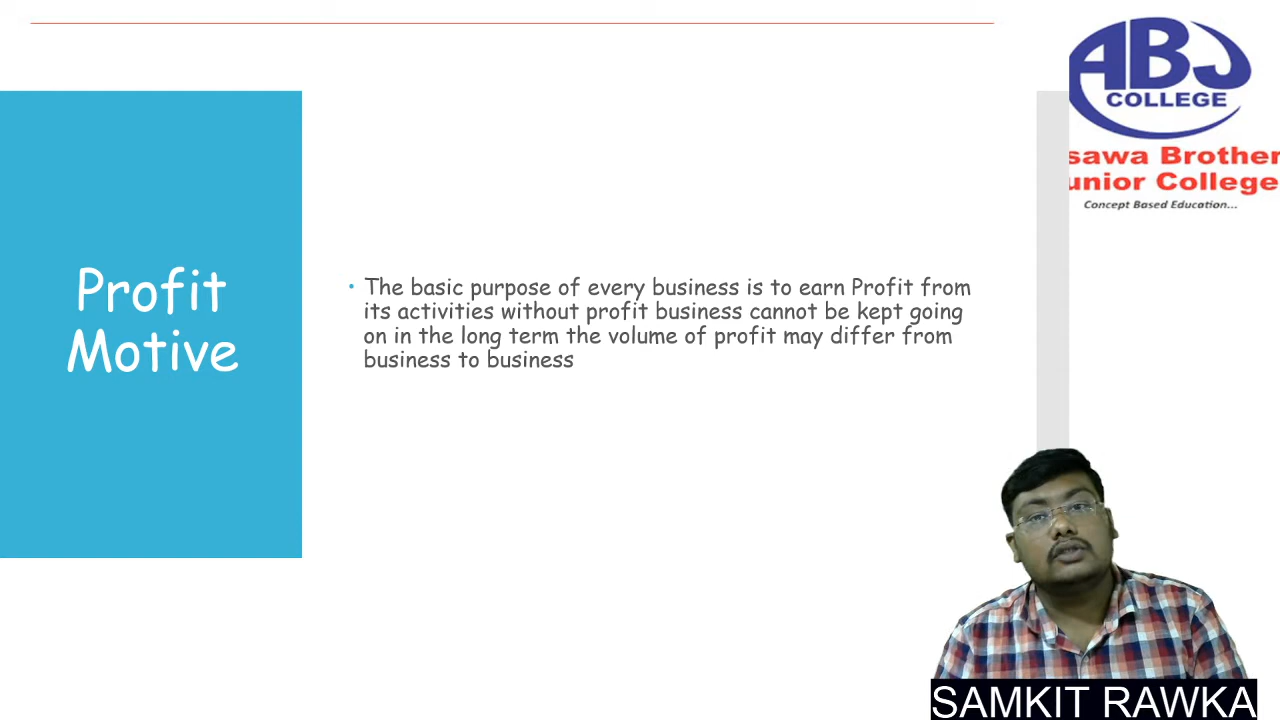 ABJ
COLLEGE
sawa Brother
unior College
Concept Based Education...
Profit
Motive
• The basic purpose of every business is to earn Profit from
its activities without profit business cannot be kept going
on in the long term the volume of profit may differ from
business to business
SAMKIT RAWKA